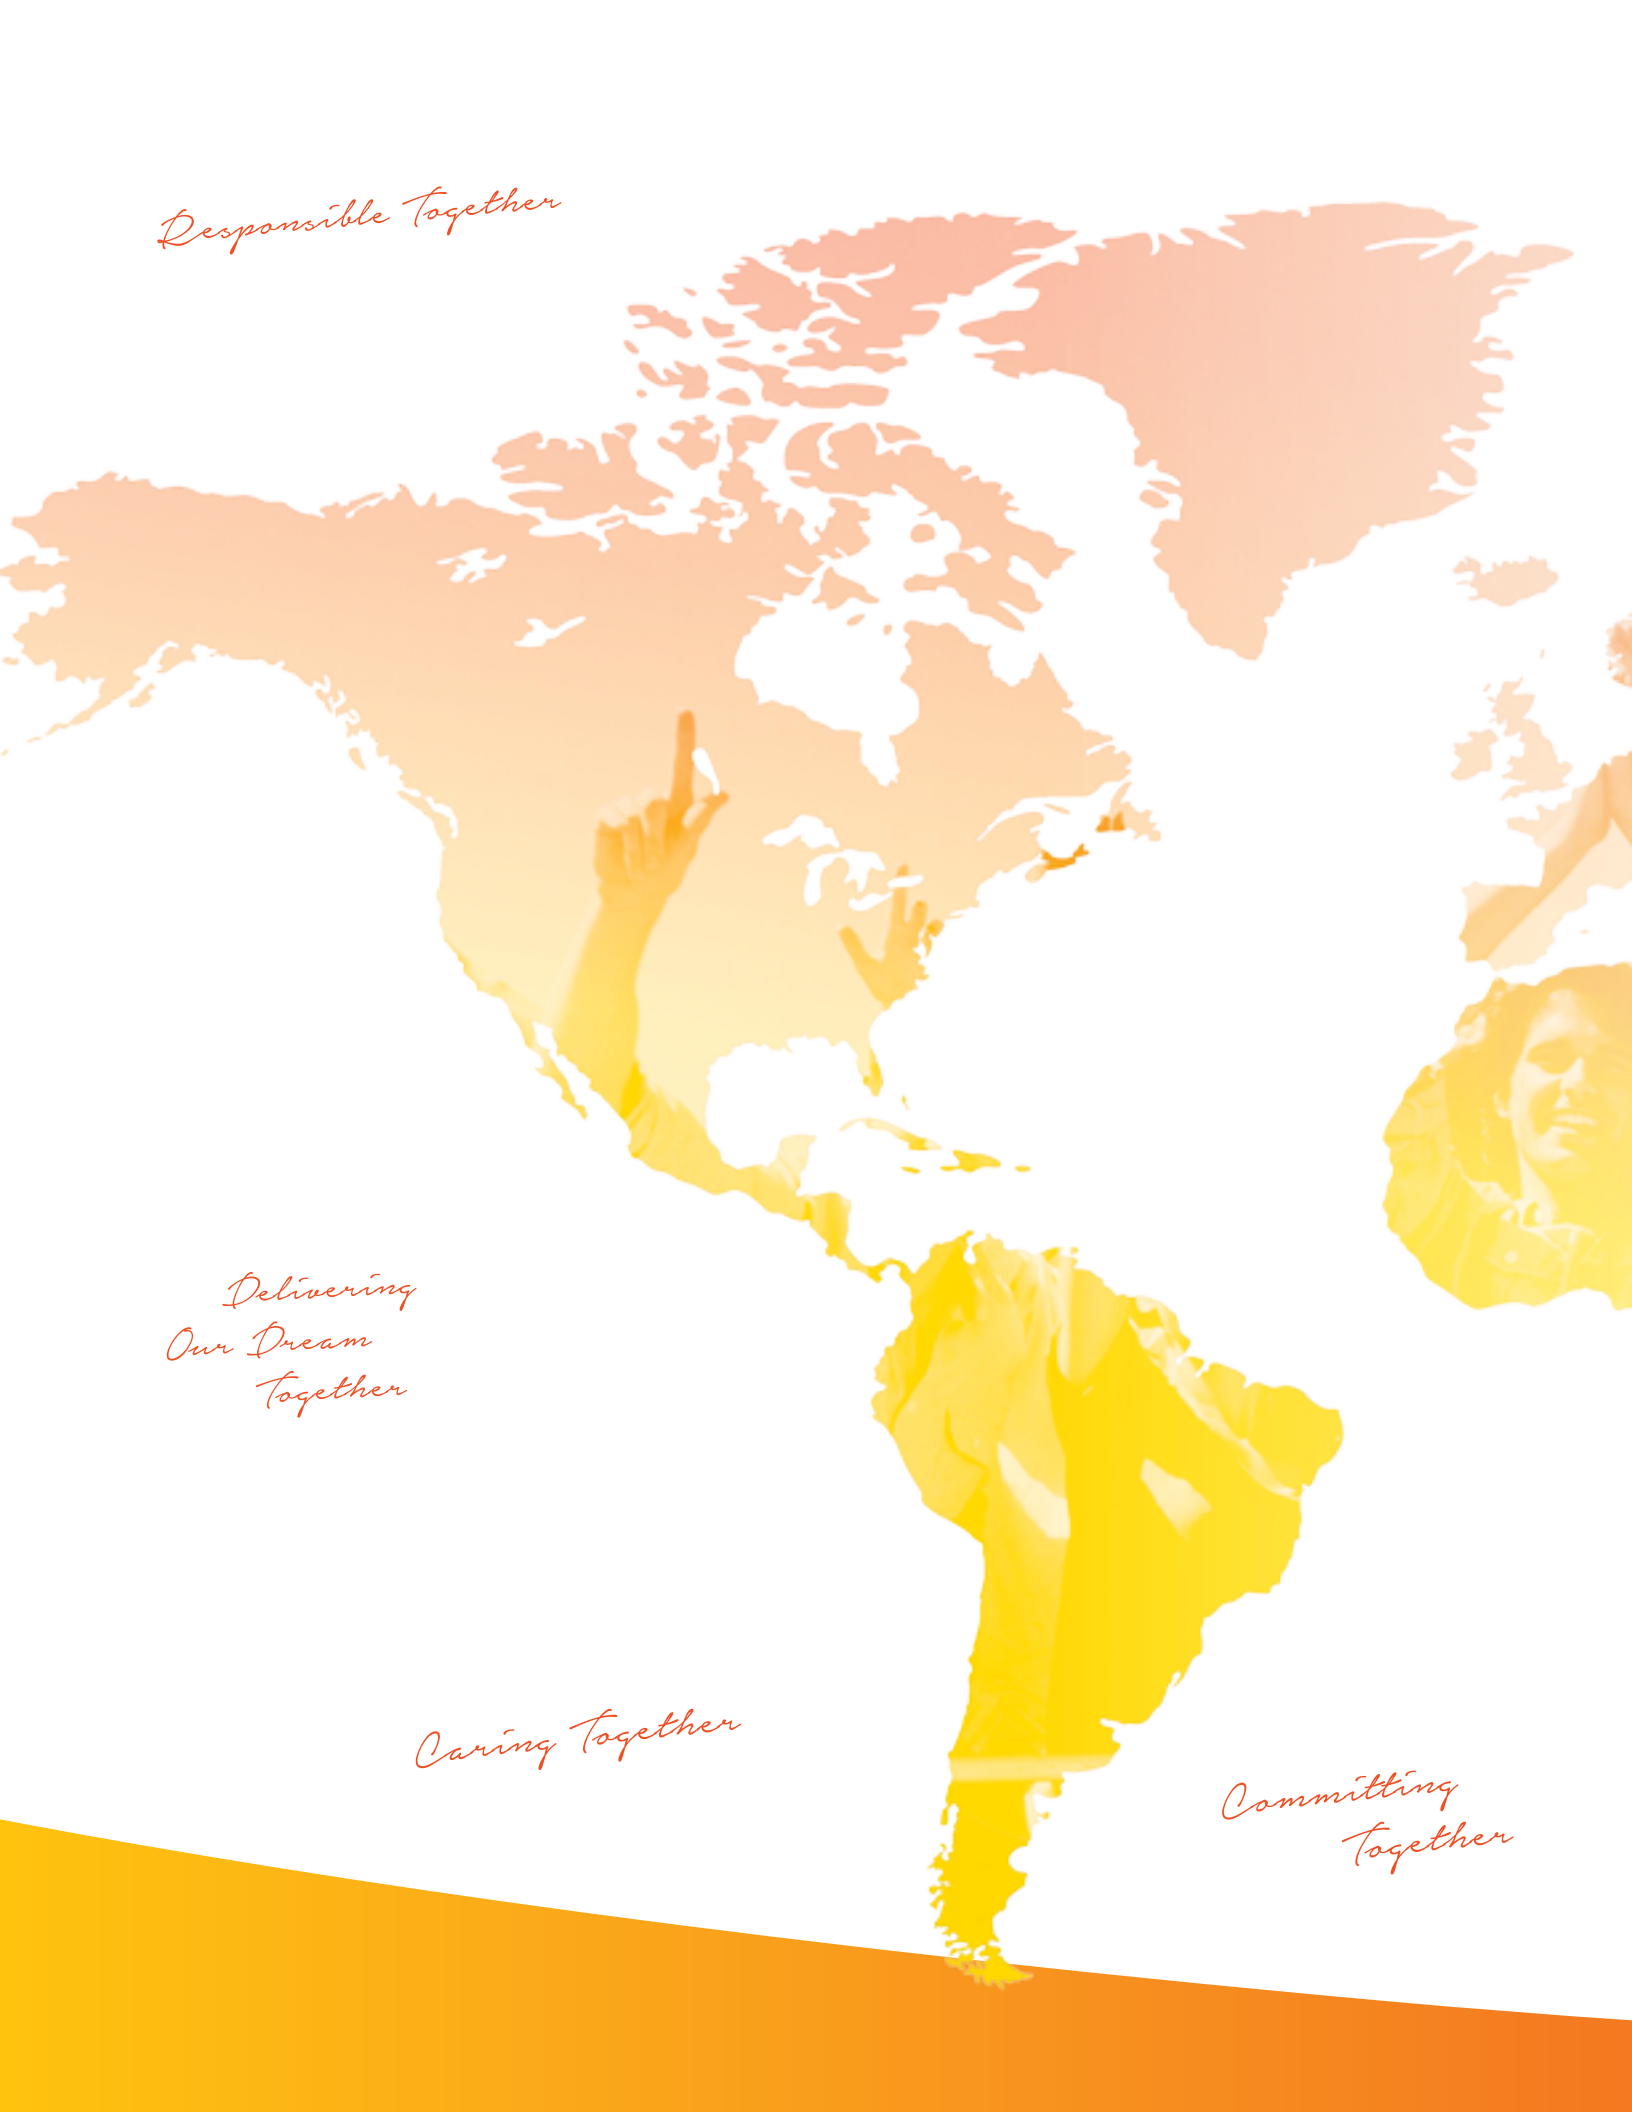 Responsible Together
Delivering
Our Dream
Together
Caring Together
Committing
Together